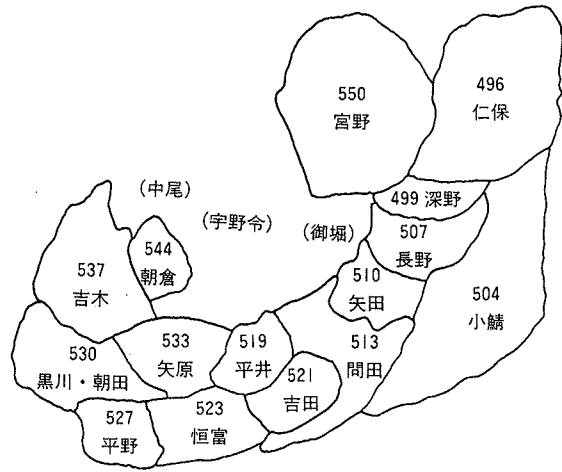 550
宮野
496
仁保
(中尾)
(宇野令)
(御堀)
499 深野
507
長野
544
朝倉
537
吉木
510
矢田
504
小鯖
530
黒川・朝田
533
矢原
519
平井
513
問田
521
吉田
527
平野
523
恒富